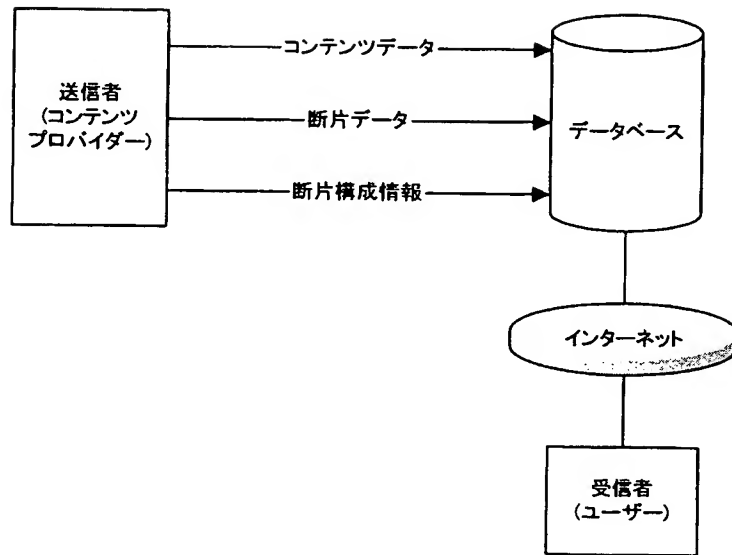 コンテンツデータ
送信者
(コンテンツ
プロバイダー)
断片データ
データベース
断片構成情報
インターネット
受信者
(ユーザー)